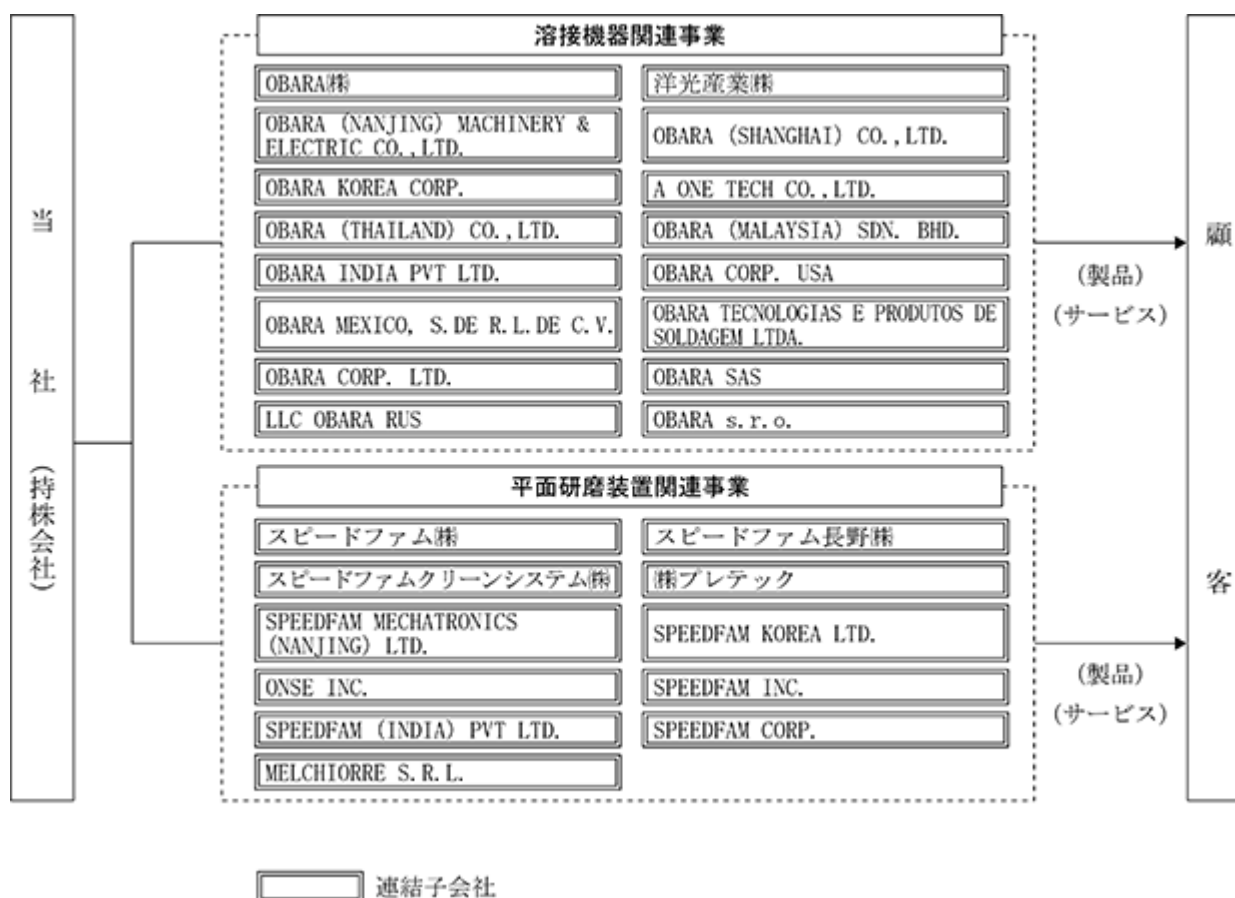 当社(持株会社)
溶接機器関連事業
OBARA㈱
洋光産業㈱
OBARA (NANJING) MACHINERY &
ELECTRIC CO.,LTD.
OBARA (SHANGHAI) CO.,LTD.
OBARA KOREA CORP.
A ONE TECH CO.,LTD.
OBARA (THAILAND) CO.,LTD.
OBARA (MALAYSIA) SDN. BHD.
OBARA INDIA PVT LTD.
OBARA CORP. USA
OBARA MEXICO, S.DE R.L.DE C.V.
OBARA TECNOLOGIAS E PRODUTOS DE
SOLDAGEM LTDA.
OBARA CORP. LTD.
OBARA SAS
LLC OBARA RUS
OBARA s.r.o.
(製品)
(サービス)
平面研磨装置関連事業
スピードファム㈱
スピードファム長野㈱
スピードファムクリーンシステム㈱
㈱プレテック
SPEEDFAM MECHATRONICS
(NANJING) LTD.
SPEEDFAM KOREA LTD.
ONSE INC.
SPEEDFAM INC.
SPEEDFAM (INDIA) PVT LTD.
SPEEDFAM CORP.
MELCHIORRE S.R.L.
(製品)
(サービス)
顧客
連結子会社